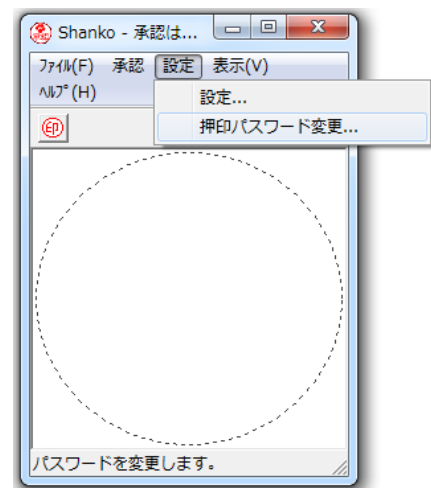 Shanko - 承認は...
ﾌｧｲﾙ(F) 承認 設定 表示(V)
ﾍﾙﾌﾟ(H)
設定...
押印パスワード変更...
印
パスワードを変更します。